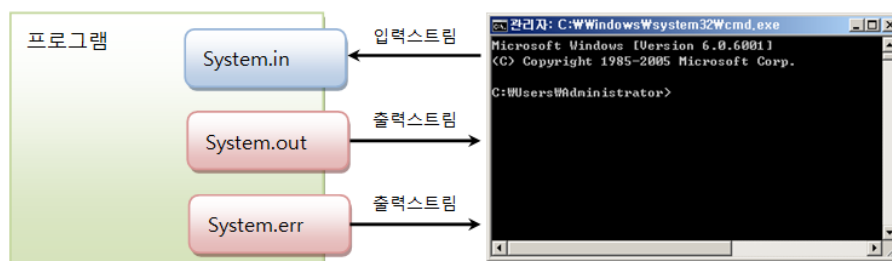 프로그램
System.in
입력스트림
System.out
출력스트림
System.err
출력스트림
관리자: C:₩Windows₩system32₩cmd.exe
Microsoft Windows [Version 6.0.6001]
(C) Copyright 1985-2005 Microsoft Corp.
C:₩Users₩Administrator>